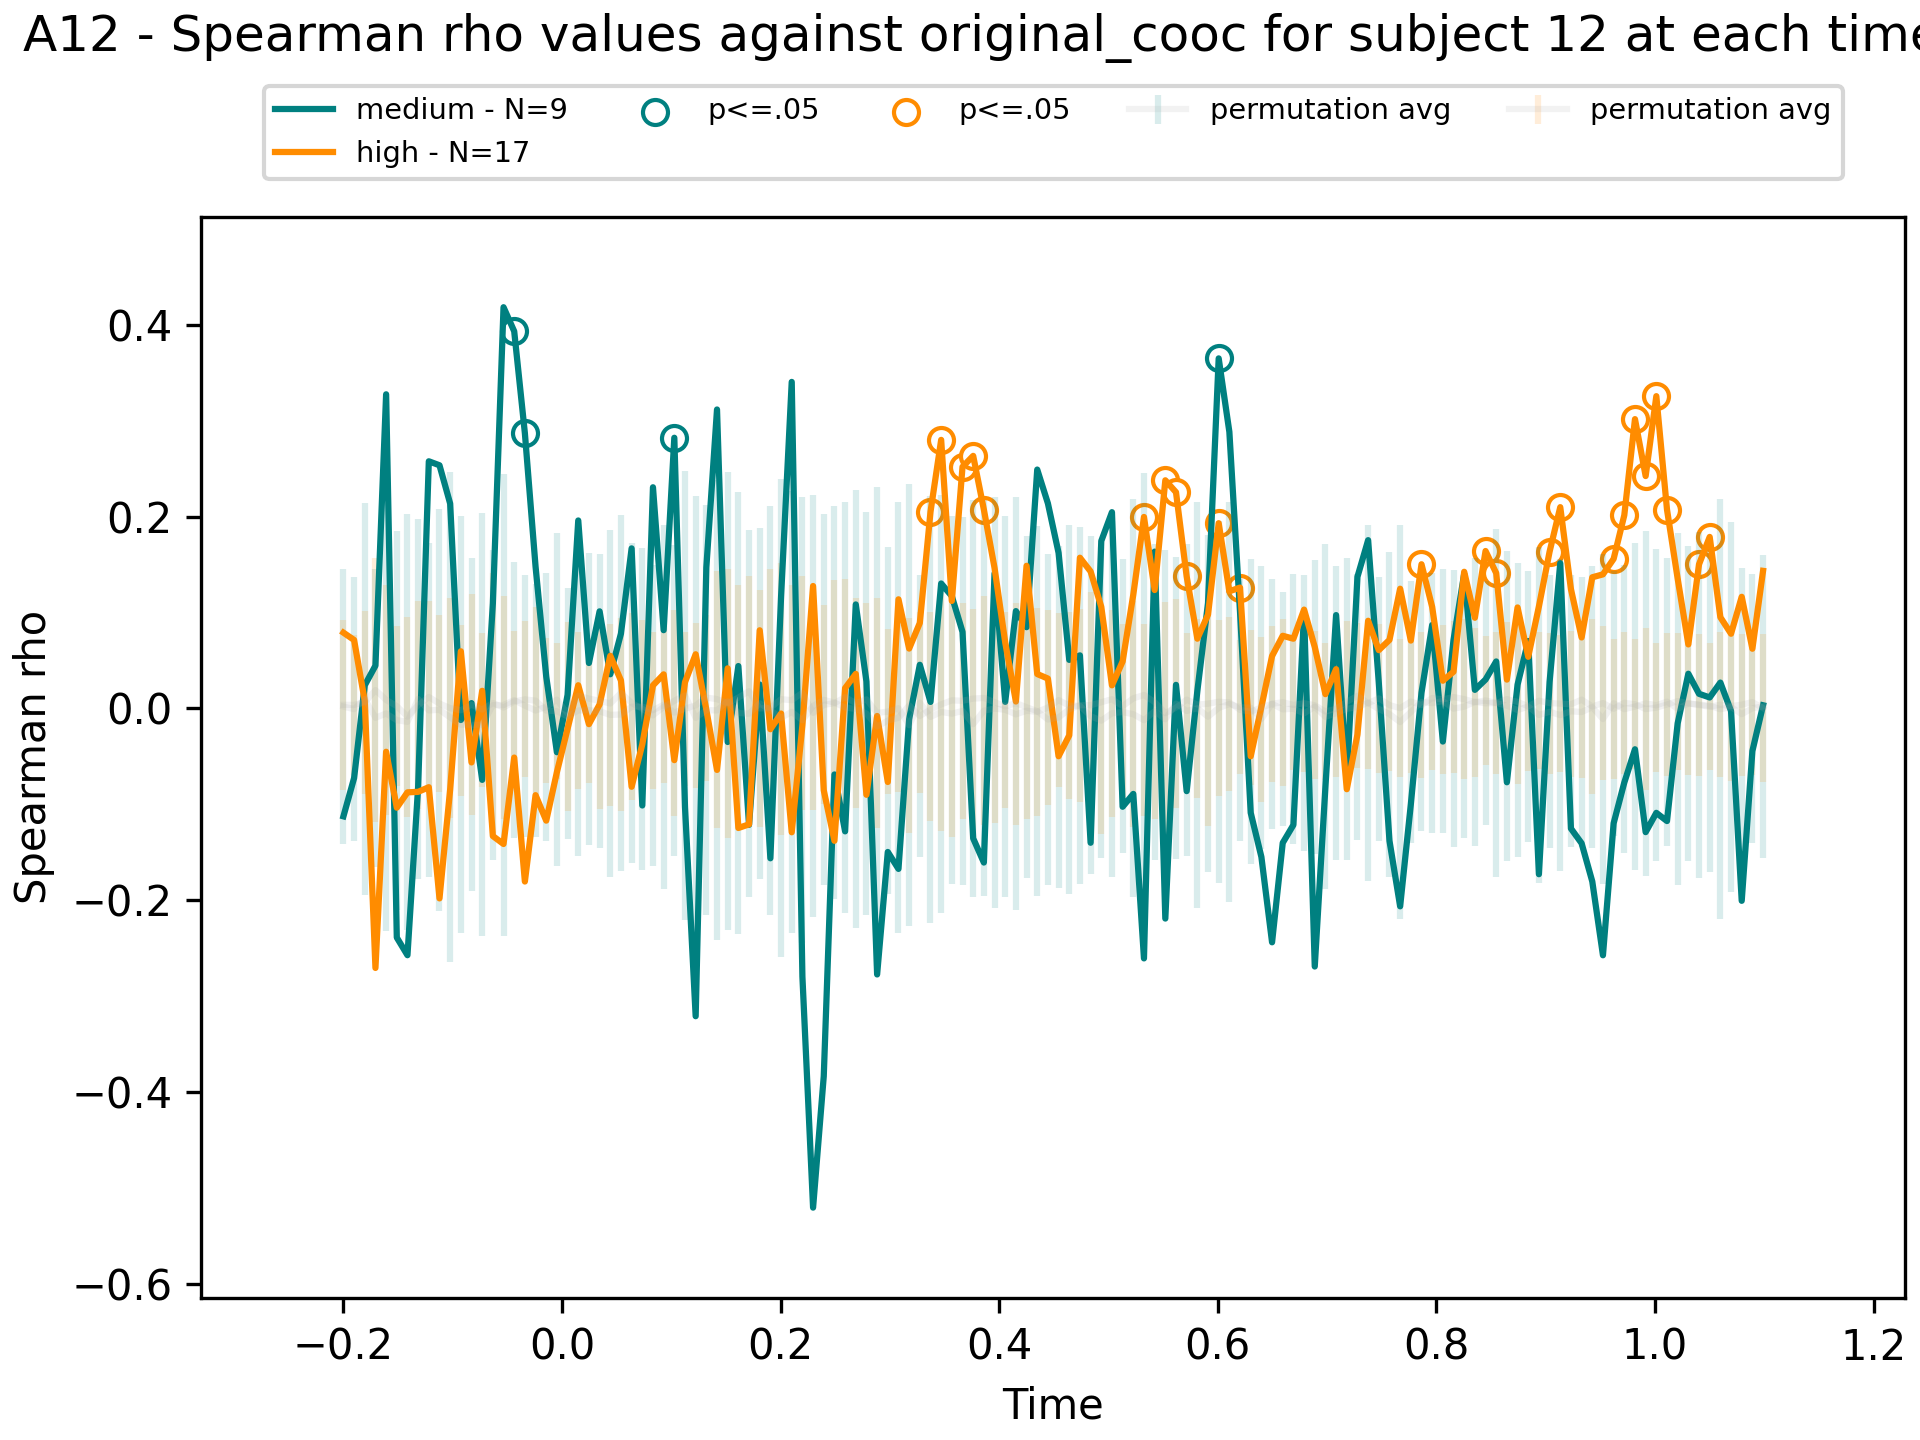 A12 - Spearman rho values against original_cooc for subject 12 at each time
medium - N=9
high - N=17
p<=.05
p<=.05
permutation avg
permutation avg
Spearman rho
0.4
0.2
0.0
−0.2
−0.4
−0.6
−0.2 0.0 0.2 0.4 0.6 0.8 1.0 1.2
Time